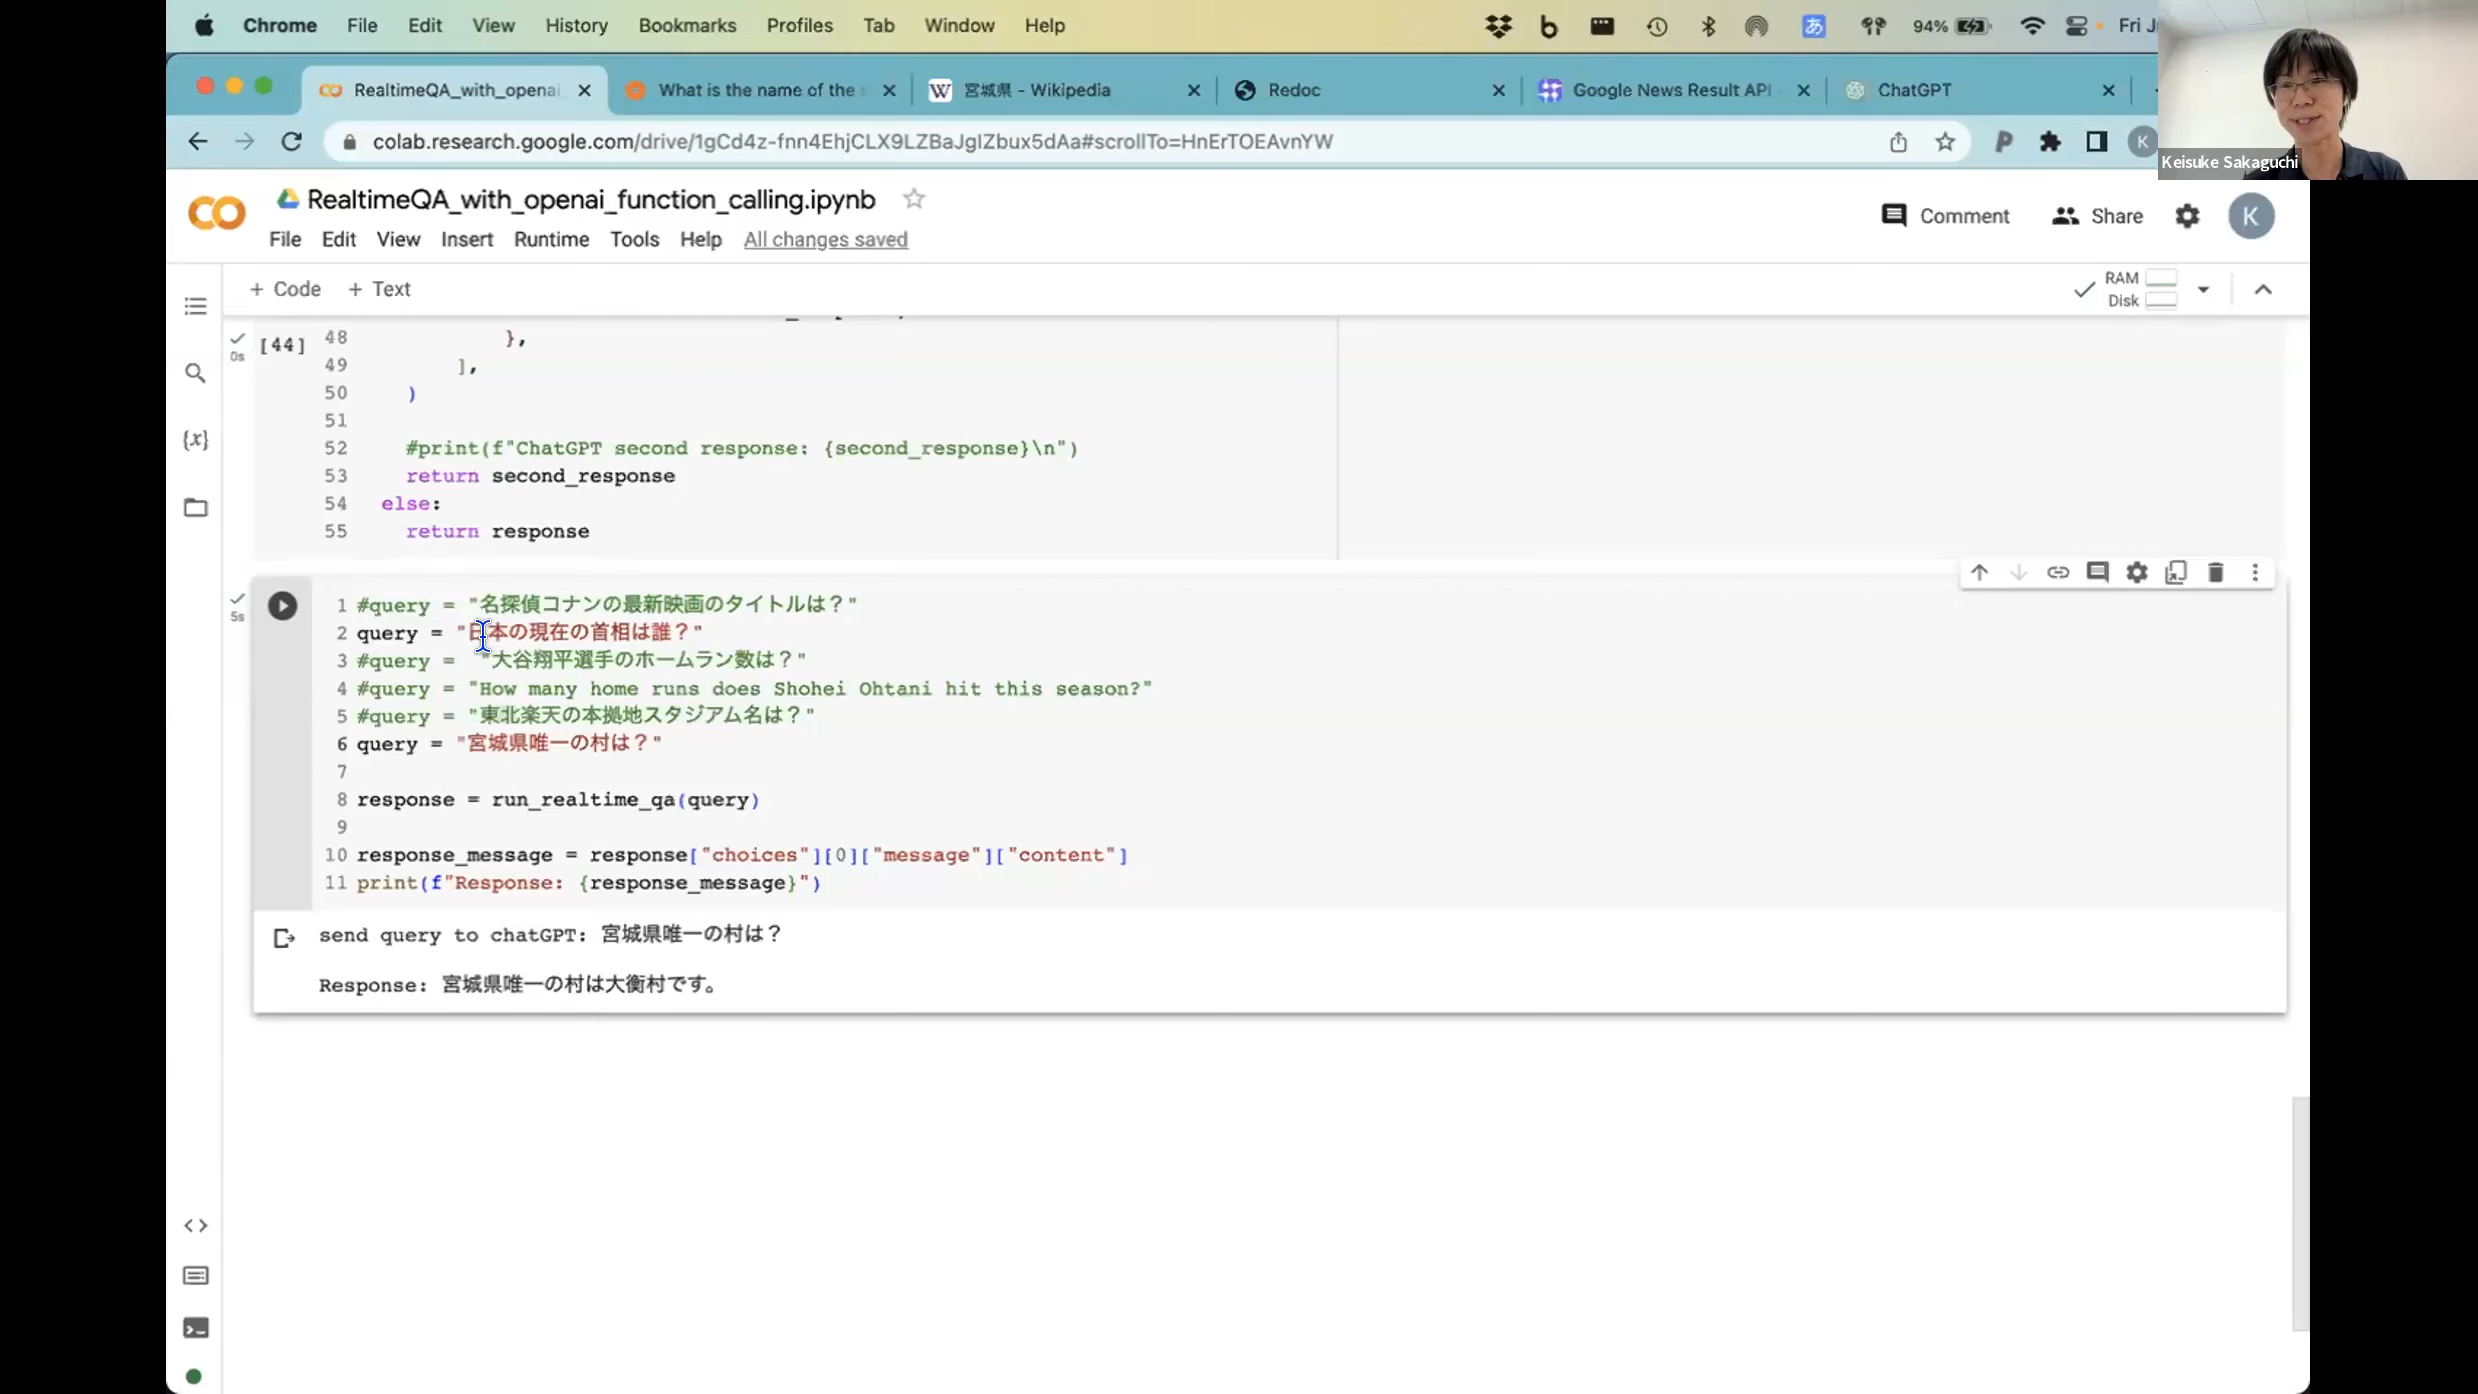 Chrome File Edit View History Bookmarks Profiles Tab Window Help あ 94% Fri
RealtimeQA_with_openai What is the name of the 宮城県 - Wikipedia Redoc Google News Result API ChatGPT
colab.research.google.com/drive/1gCd4z-fnn4EhjCLX9LZBaJgIZbux5dAa#scrollTo=HnErTOEAvnYW K
Keisuke Sakaguchi
RealtimeQA_with_openai_function_calling.ipynb
Comment Share K
File Edit View Insert Runtime Tools Help All changes saved
+ Code + Text
RAM
Disk
{x}
0s [44] 48 },
49 ],
50 )
51
52 #print(f"ChatGPT second response: {second_response}\n")
53 return second_response
54 else:
55 return response
5s
1 #query = "名探偵コナンの最新映画のタイトルは？"
2 query = "日本の現在の首相は誰？"
3 #query = "大谷翔平選手のホームラン数は？"
4 #query = "How many home runs does Shohei Ohtani hit this season?"
5 #query = "東北楽天の本拠地スタジアム名は？"
6 query = "宮城県唯一の村は？"
7
8 response = run_realtime_qa(query)
9
10 response_message = response["choices"][0]["message"]["content"]
11 print(f"Response: {response_message}")
send query to chatGPT: 宮城県唯一の村は？
Response: 宮城県唯一の村は大衡村です。